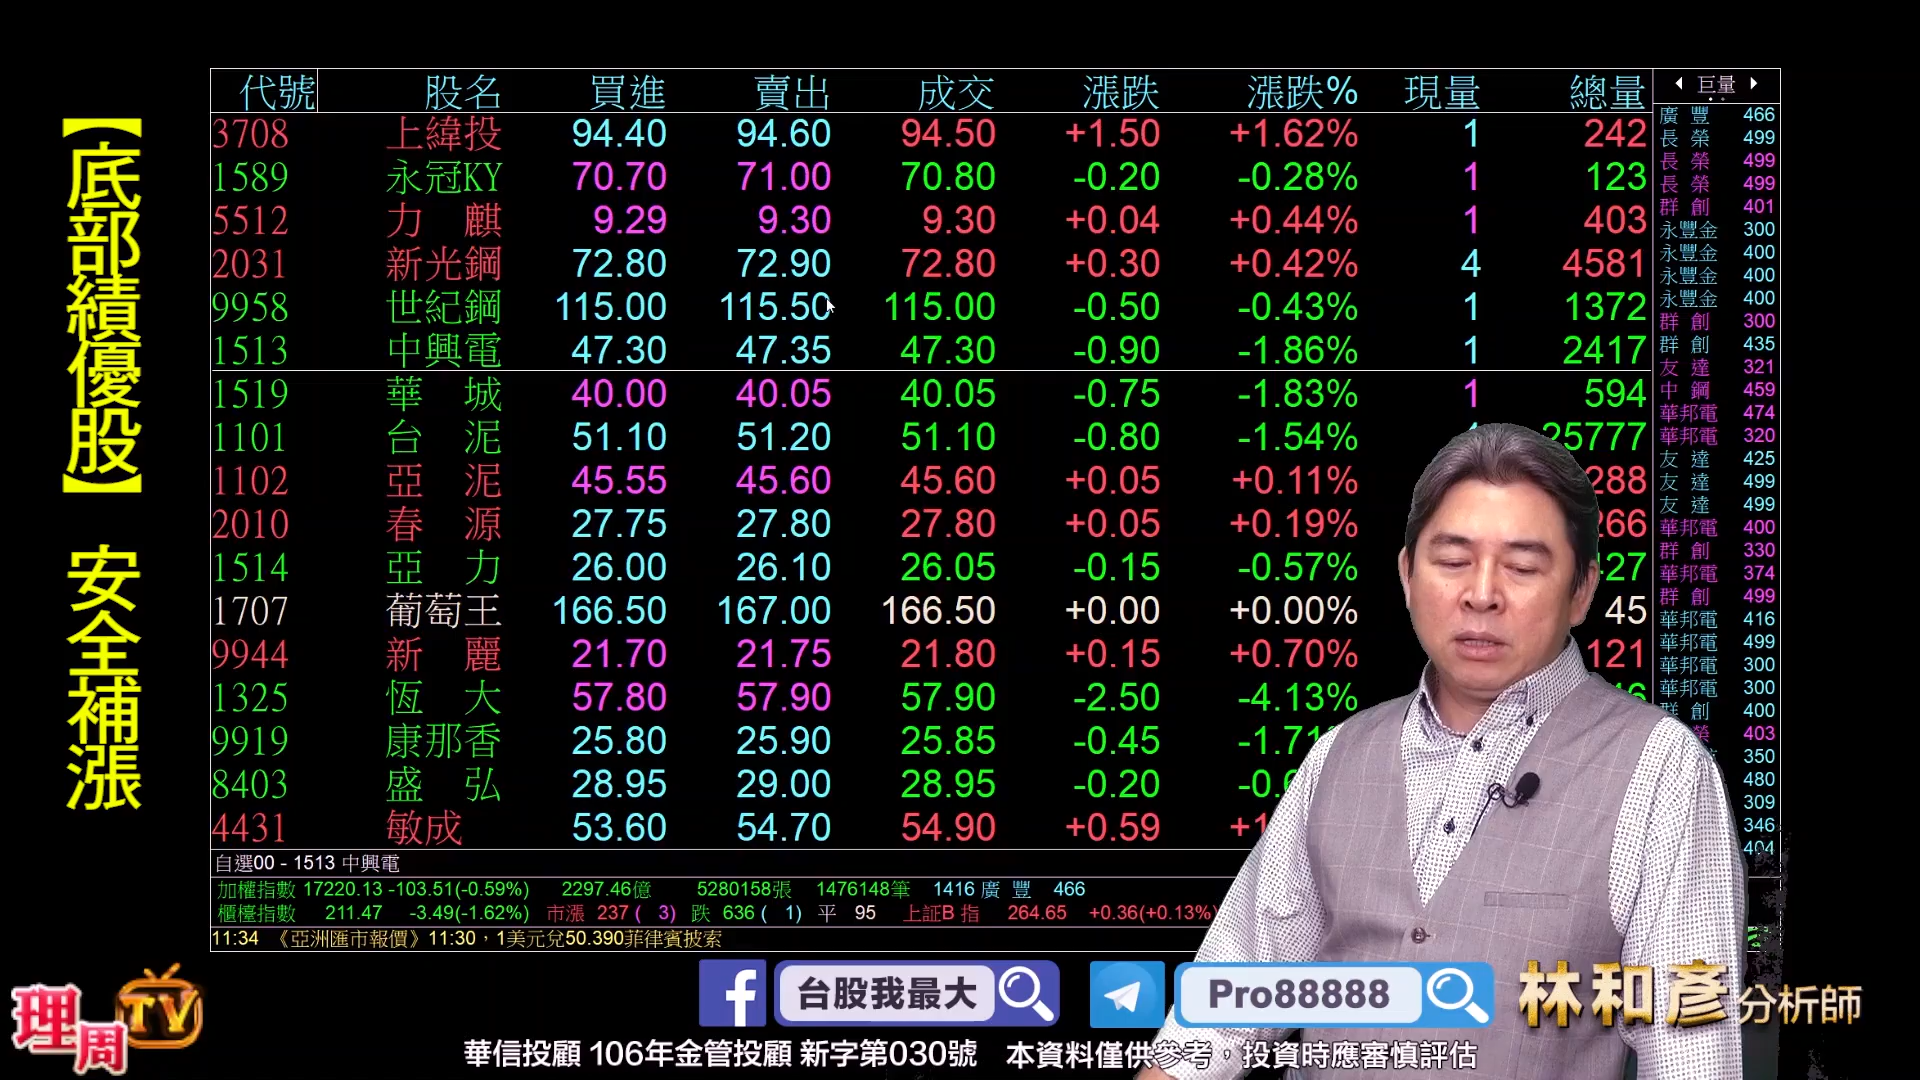 【底部績優股】 安全補漲
代號 股名 買進 賣出 成交 漲跌 漲跌% 現量 總量
3708 上緯投 94.40 94.60 94.50 +1.50 +1.62% 1 242
1589 永冠KY 70.70 71.00 70.80 -0.20 -0.28% 1 123
5512 力麒 9.29 9.30 9.30 +0.04 +0.44% 1 403
2031 新光鋼 72.80 72.90 72.80 +0.30 +0.42% 4 4581
9958 世紀鋼 115.00 115.50 115.00 -0.50 -0.43% 1 1372
1513 中興電 47.30 47.35 47.30 -0.90 -1.86% 1 2417
1519 華城 40.00 40.05 40.05 -0.75 -1.83% 1 594
1101 台泥 51.10 51.20 51.10 -0.80 -1.54% 25777
1102 亞泥 45.55 45.60 45.60 +0.05 +0.11% 288
2010 春源 27.75 27.80 27.80 +0.05 +0.19% 266
1514 亞力 26.00 26.10 26.05 -0.15 -0.57% 27
1707 葡萄王 166.50 167.00 166.50 +0.00 +0.00% 45
9944 新麗 21.70 21.75 21.80 +0.15 +0.70% 121
1325 恆大 57.80 57.90 57.90 -2.50 -4.13%
9919 康那香 25.80 25.90 25.85 -0.45 -1.71
8403 盛弘 28.95 29.00 28.95 -0.20
4431 敏成 53.60 54.70 54.90 +0.59
巨量
廣豐 466
長榮 499
長榮 499
長榮 499
群創 401
永豐金 300
永豐金 400
永豐金 400
永豐金 400
群創 300
群創 435
友達 321
中鋼 459
華邦電 474
華邦電 320
友達 425
友達 499
友達 499
華邦電 400
群創 330
華邦電 374
群創 499
華邦電 416
華邦電 499
華邦電 300
華邦電 300
群創 400
榮 403
350
480
309
346
404
自選00 - 1513 中興電
加權指數 17220.13 -103.51(-0.59%) 2297.46億 5280158張 1476148筆 1416 廣豐 466
櫃檯指數 211.47 -3.49(-1.62%) 市漲 237 ( 3) 跌 636 ( 1) 平 95 上証B指 264.65 +0.36(+0.13%)
11:34 《亞洲匯市報價》11:30，1美元兌50.390菲律賓披索
理周TV
f 台股我最大
Pro88888
林和彥 分析師
華信投顧 106年金管投顧 新字第030號 本資料僅供參考，投資時應審慎評估